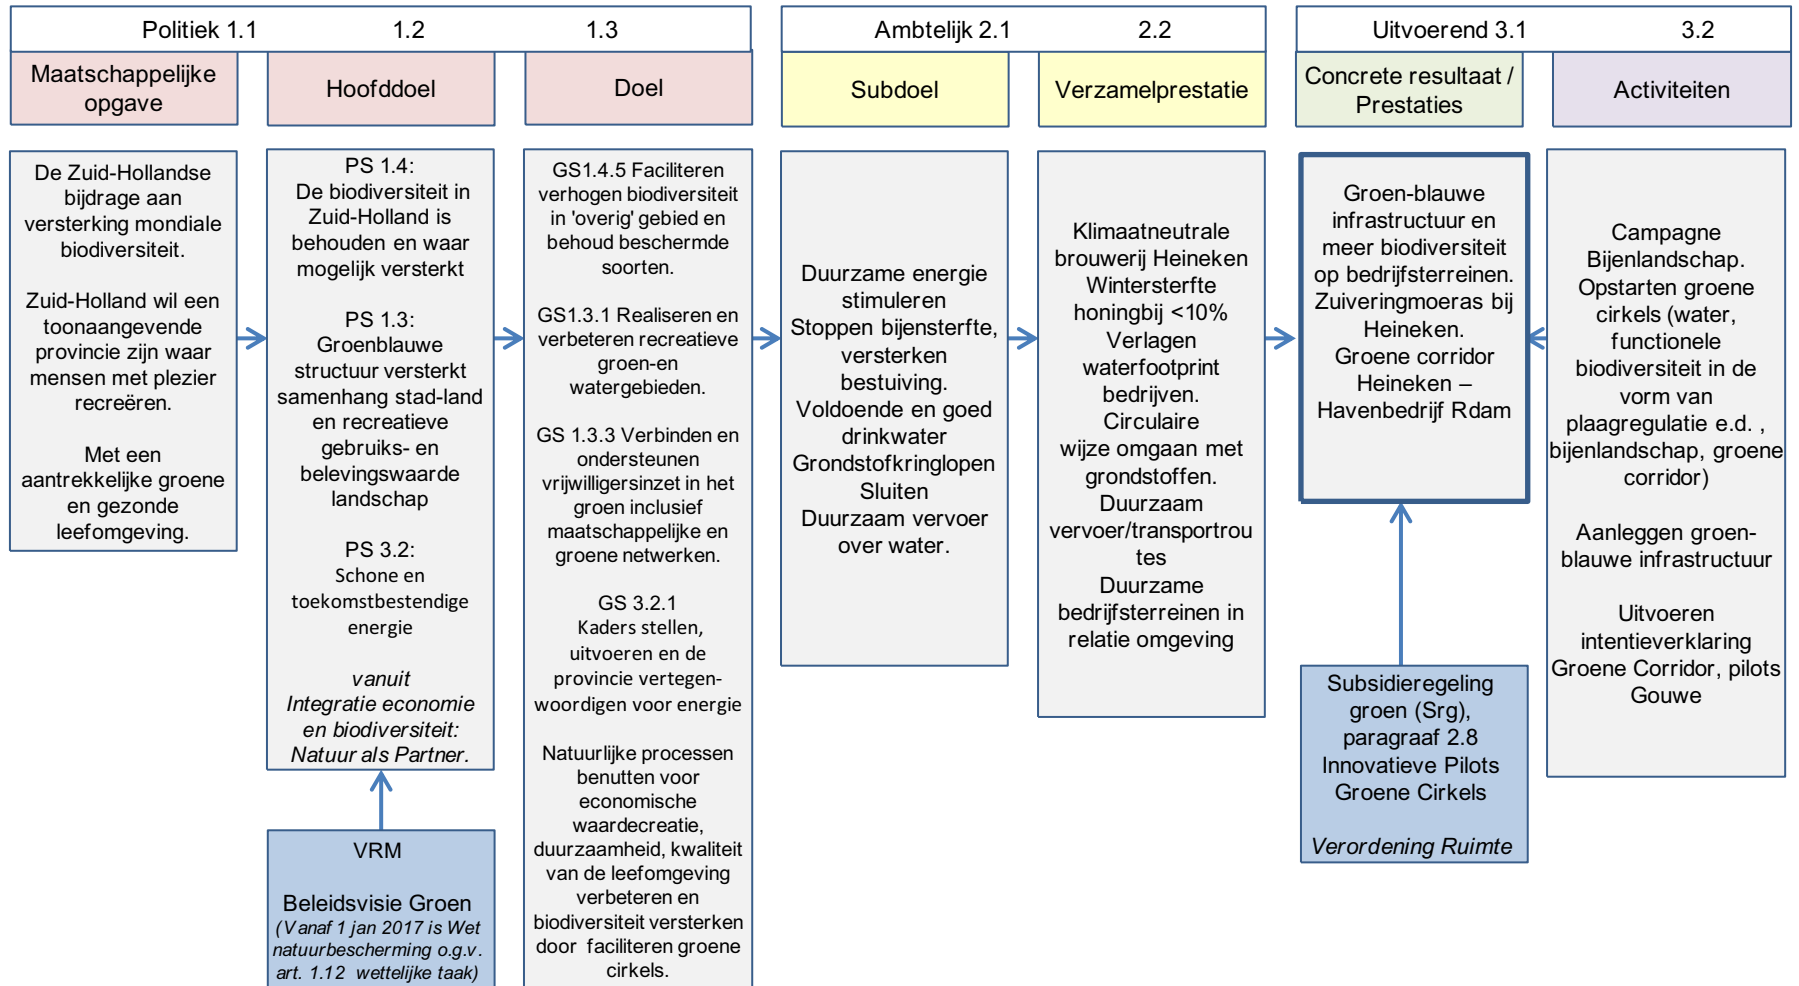 Politiek 1.1 1.2 1.3
Ambtelijk 2.1 2.2
Uitvoerend 3.1 3.2
Maatschappelijke
opgave
Hoofddoel
Doel
Subdoel
Verzamelprestatie
Concrete resultaat /
Prestaties
Activiteiten
De Zuid-Hollandse
bijdrage aan
versterking mondiale
biodiversiteit.
Zuid-Holland wil een
toonaangevende
provincie zijn waar
mensen met plezier
recreëren.
Met een
aantrekkelijke groene
en gezonde
leefomgeving.
PS 1.4:
De biodiversiteit in
Zuid-Holland is
behouden en waar
mogelijk versterkt
PS 1.3:
Groenblauwe
structuur versterkt
samenhang stad-land
en recreatieve
gebruiks- en
belevingswaarde
landschap
PS 3.2:
Schone en
toekomstbestendige
energie
vanuit
Integratie economie
en biodiversiteit:
Natuur als Partner.
VRM
Beleidsvisie Groen
(Vanaf 1 jan 2017 is Wet
natuurbescherming o.g.v.
art. 1.12 wettelijke taak)
GS1.4.5 Faciliteren
verhogen biodiversiteit
in 'overig' gebied en
behoud beschermde
soorten.
GS1.3.1 Realiseren en
verbeteren recreatieve
groen-en
watergebieden.
GS 1.3.3 Verbinden en
ondersteunen
vrijwilligersinzet in het
groen inclusief
maatschappelijke en
groene netwerken.
GS 3.2.1
Kaders stellen,
uitvoeren en de
provincie vertegen-
woordigen voor energie
Natuurlijke processen
benutten voor
economische
waardecreatie,
duurzaamheid, kwaliteit
van de leefomgeving
verbeteren en
biodiversiteit versterken
door faciliteren groene
cirkels.
Duurzame energie
stimuleren
Stoppen bijensterfte,
versterken
bestuiving.
Voldoende en goed
drinkwater
Grondstofkringlopen
Sluiten
Duurzaam vervoer
over water.
Klimaatneutrale
brouwerij Heineken
Wintersterfte
honingbij <10%
Verlagen
waterfootprint
bedrijven.
Circulaire
wijze omgaan met
grondstoffen.
Duurzaam
vervoer/transportrou
tes
Duurzame
bedrijfsterreinen in
relatie omgeving
Groen-blauwe
infrastructuur en
meer biodiversiteit
op bedrijfsterreinen.
Zuiveringmoeras bij
Heineken.
Groene corridor
Heineken –
Havenbedrijf Rdam
Subsidieregeling
groen (Srg),
paragraaf 2.8
Innovatieve Pilots
Groene Cirkels
Verordening Ruimte
Campagne
Bijenlandschap.
Opstarten groene
cirkels (water,
functionele
biodiversiteit in de
vorm van
plaagregulatie e.d. ,
bijenlandschap, groene
corridor)
Aanleggen groen-
blauwe infrastructuur
Uitvoeren
intentieverklaring
Groene Corridor, pilots
Gouwe